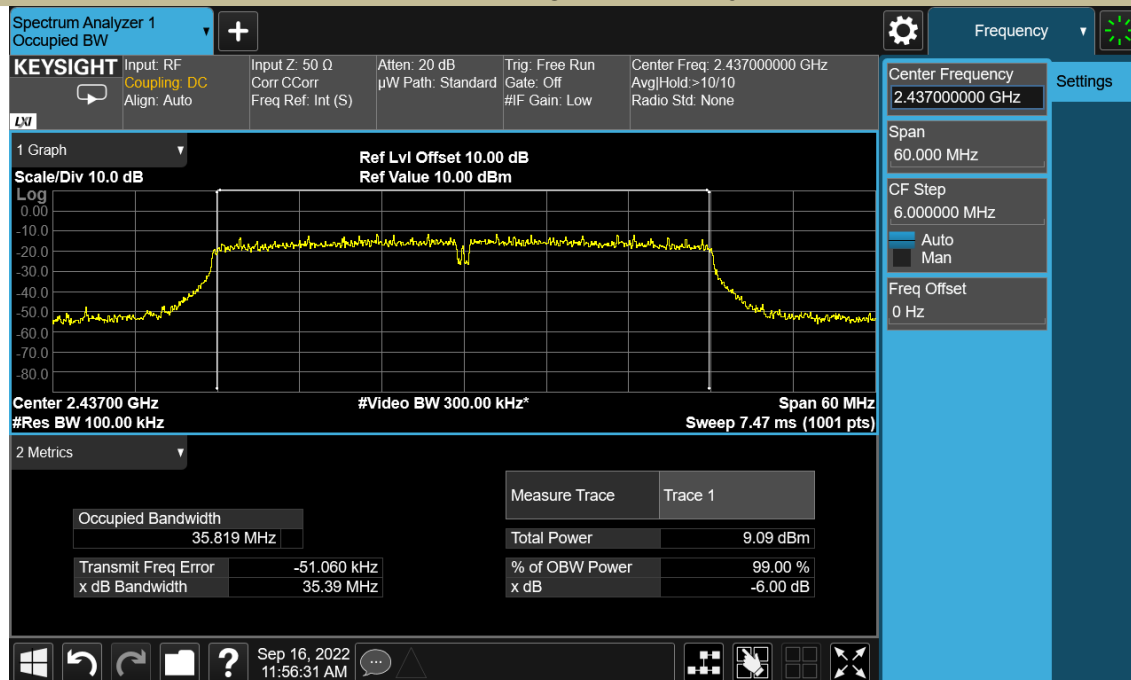 Spectrum Analyzer 1
Occupied BW
+
Frequency
KEYSIGHT
Input: RF
Coupling: DC
Align: Auto
Input Z: 50 Ω
Corr CCorr
Freq Ref: Int (S)
Atten: 20 dB
µW Path: Standard
Trig: Free Run
Gate: Off
#IF Gain: Low
Center Freq: 2.437000000 GHz
Avg|Hold:>10/10
Radio Std: None
LXI
Center Frequency
2.437000000 GHz
Settings
Span
60.000 MHz
CF Step
6.000000 MHz
Auto
Man
Freq Offset
0 Hz
1 Graph
Scale/Div 10.0 dB
Ref Lvl Offset 10.00 dB
Ref Value 10.00 dBm
Log
0.00
-10.0
-20.0
-30.0
-40.0
-50.0
-60.0
-70.0
-80.0
Center 2.43700 GHz
#Video BW 300.00 kHz*
Span 60 MHz
#Res BW 100.00 kHz
Sweep 7.47 ms (1001 pts)
2 Metrics
Measure Trace Trace 1
Occupied Bandwidth
35.819 MHz
Total Power 9.09 dBm
Transmit Freq Error -51.060 kHz
% of OBW Power 99.00 %
x dB Bandwidth 35.39 MHz
x dB -6.00 dB
?
Sep 16, 2022
11:56:31 AM